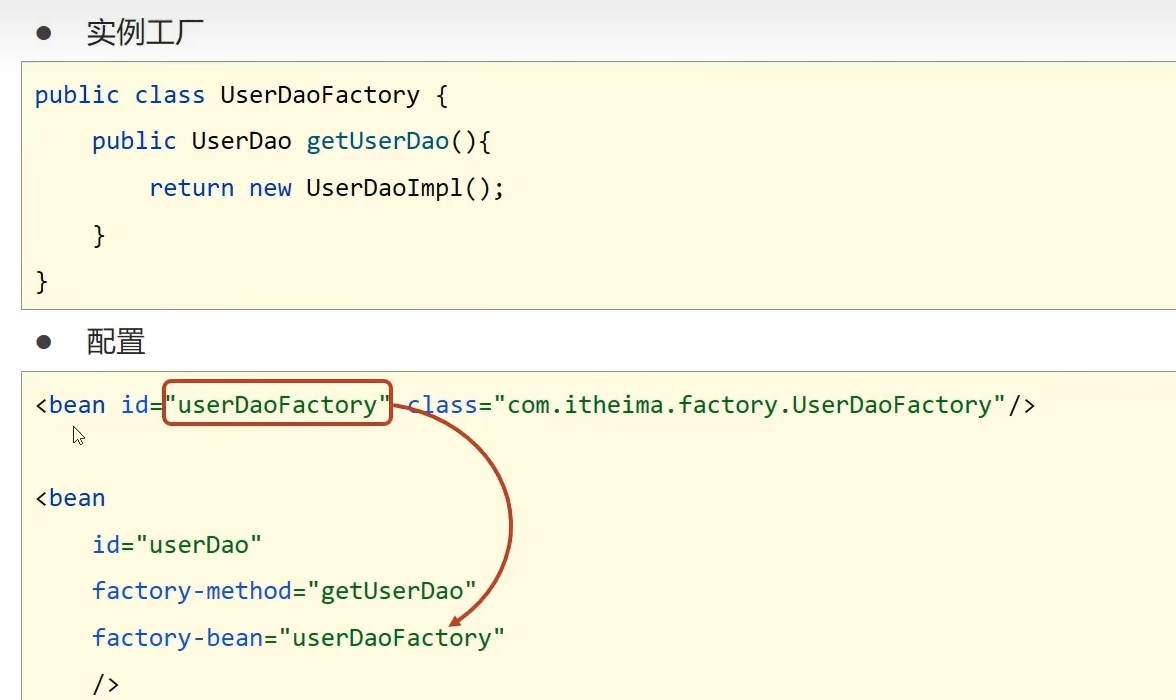 ● 实例工厂
public class UserDaoFactory {
    public UserDao getUserDao(){
        return new UserDaoImpl();
    }
}
● 配置
<bean id="userDaoFactory" class="com.itheima.factory.UserDaoFactory"/>
<bean
    id="userDao"
    factory-method="getUserDao"
    factory-bean="userDaoFactory"
    />